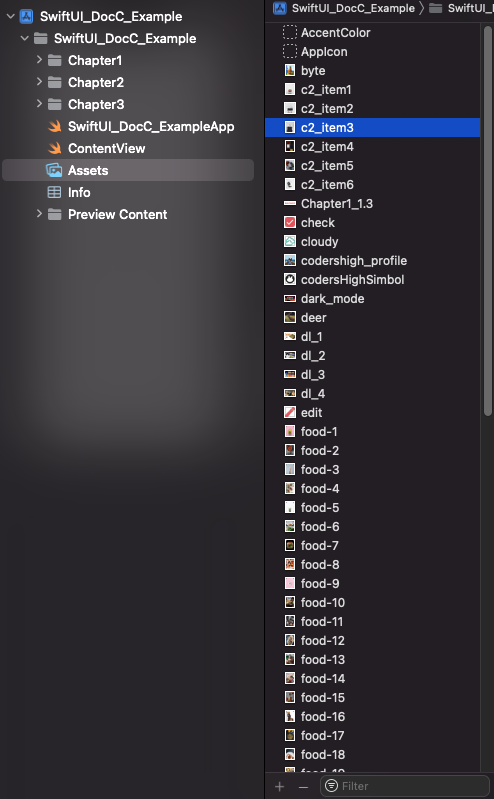 SwiftUI_DocC_Example
SwiftUI_DocC_Example
Chapter1
Chapter2
Chapter3
SwiftUI_DocC_ExampleApp
ContentView
Assets
Info
Preview Content
SwiftUI_DocC_Example
SwiftUI_
AccentColor
AppIcon
byte
c2_item1
c2_item2
c2_item3
c2_item4
c2_item5
c2_item6
Chapter1_1.3
check
cloudy
codershigh_profile
codersHighSimbol
dark_mode
deer
dl_1
dl_2
dl_3
dl_4
edit
food-1
food-2
food-3
food-4
food-5
food-6
food-7
food-8
food-9
food-10
food-11
food-12
food-13
food-14
food-15
food-16
food-17
food-18
Filter